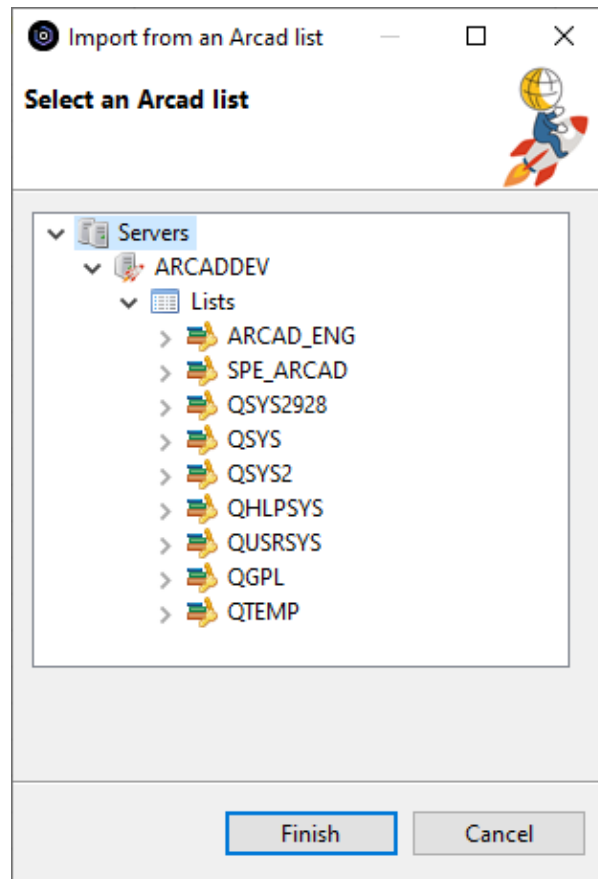 Import from an Arcad list
Select an Arcad list
Servers
ARCADDEV
Lists
ARCAD_ENG
SPE_ARCAD
QSYS2928
QSYS
QSYS2
QHLPSYS
QUSRSYS
QGPL
QTEMP
Finish Cancel